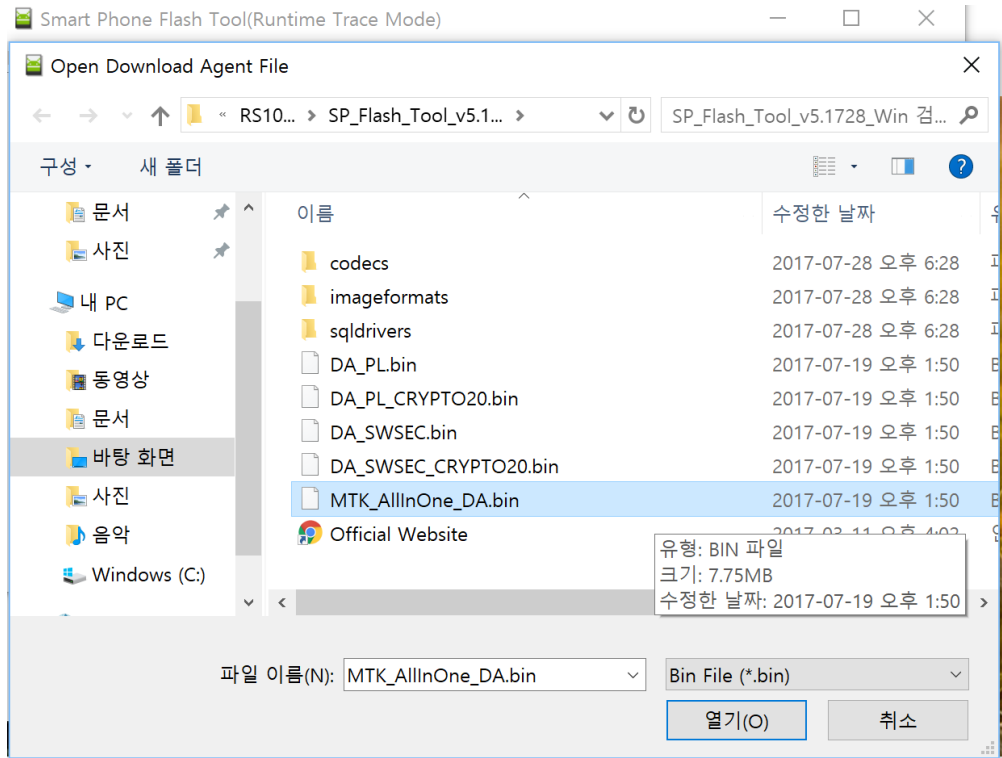 Smart Phone Flash Tool(Runtime Trace Mode)
Open Download Agent File
« RS10... > SP_Flash_Tool_v5.1... >
SP_Flash_Tool_v5.1728_Win 검...
구성
새 폴더
문서
사진
내 PC
다운로드
동영상
문서
바탕 화면
사진
음악
Windows (C:)
이름 수정한 날짜
codecs 2017-07-28 오후 6:28
imageformats 2017-07-28 오후 6:28
sqldrivers 2017-07-28 오후 6:28
DA_PL.bin 2017-07-19 오후 1:50
DA_PL_CRYPTO20.bin 2017-07-19 오후 1:50
DA_SWSEC.bin 2017-07-19 오후 1:50
DA_SWSEC_CRYPTO20.bin 2017-07-19 오후 1:50
MTK_AllInOne_DA.bin 2017-07-19 오후 1:50
Official Website
유형: BIN 파일
크기: 7.75MB
수정한 날짜: 2017-07-19 오후 1:50
파일 이름(N): MTK_AllInOne_DA.bin
Bin File (*.bin)
열기(O)
취소